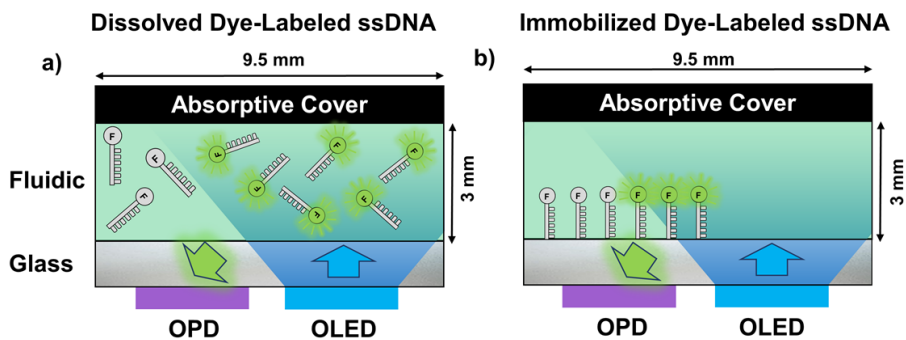 Dissolved Dye-Labeled ssDNA
Immobilized Dye-Labeled ssDNA
a)
9.5 mm
b)
9.5 mm
Absorptive Cover
Absorptive Cover
Fluidic
F
F
F
F
F
F
F
F
F
3 mm
F
F
F
F
F
F
3 mm
Glass
OPD
OLED
OPD
OLED